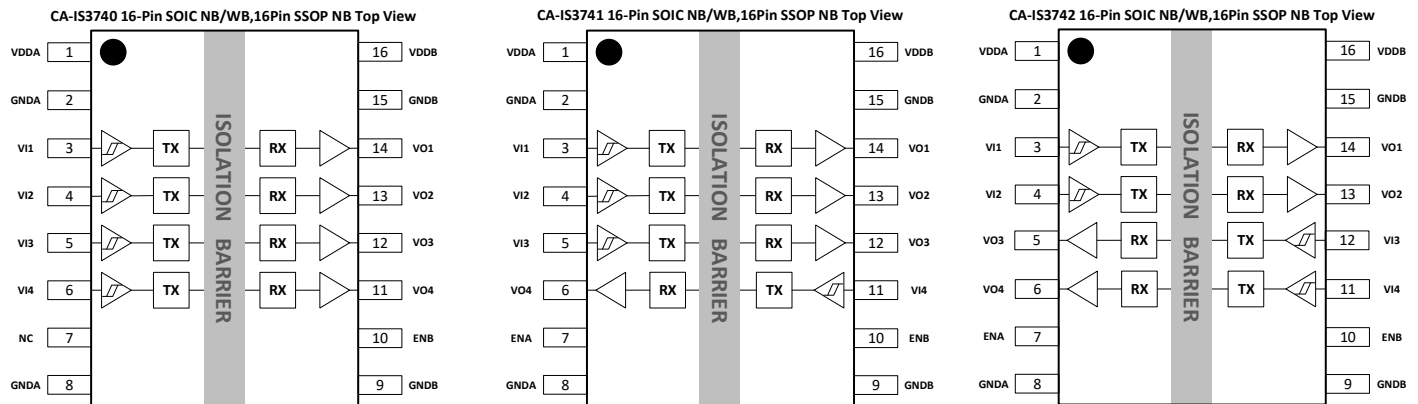 CA-IS3740 16-Pin SOIC NB/WB,16Pin SSOP NB Top View
VDDA 1 16 VDDB
GNDA 2 15 GNDB
VI1 3 TX RX 14 VO1
VI2 4 TX RX 13 VO2
VI3 5 TX RX 12 VO3
VI4 6 TX RX 11 VO4
NC 7 10 ENB
GNDA 8 9 GNDB
ISOLATION BARRIER
CA-IS3741 16-Pin SOIC NB/WB,16Pin SSOP NB Top View
VDDA 1 16 VDDB
GNDA 2 15 GNDB
VI1 3 TX RX 14 VO1
VI2 4 TX RX 13 VO2
VI3 5 TX RX 12 VO3
VO4 6 RX TX 11 VI4
ENA 7 10 ENB
GNDA 8 9 GNDB
ISOLATION BARRIER
CA-IS3742 16-Pin SOIC NB/WB,16Pin SSOP NB Top View
VDDA 1 16 VDDB
GNDA 2 15 GNDB
VI1 3 TX RX 14 VO1
VI2 4 TX RX 13 VO2
VO3 5 RX TX 12 VI3
VO4 6 RX TX 11 VI4
ENA 7 10 ENB
GNDA 8 9 GNDB
ISOLATION BARRIER